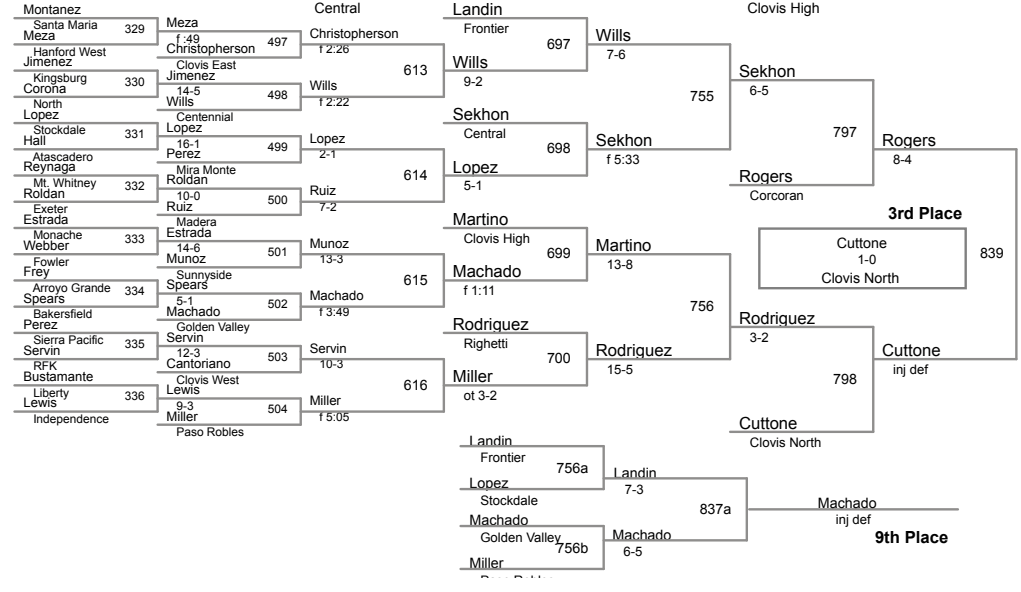 Montanez
Santa Maria
329
Meza
Hanford West
Jimenez
Kingsburg
330
Corona
North
Lopez
Stockdale
331
Hall
Atascadero
Reynaga
Mt. Whitney
332
Roldan
Exeter
Estrada
Monache
333
Webber
Fowler
Frey
Arroyo Grande
334
Spears
Bakersfield
Perez
Sierra Pacific
335
Servin
RFK
Bustamante
Liberty
336
Lewis
Independence
Meza
f :49
497
Christopherson
Clovis East
Jimenez
14-5
498
Wills
Centennial
Lopez
16-1
499
Perez
Mira Monte
Roldan
10-0
500
Ruiz
Madera
Estrada
14-6
501
Munoz
Sunnyside
Spears
5-1
502
Machado
Golden Valley
Servin
12-3
503
Cantoriano
Clovis West
Lewis
9-3
504
Miller
Paso Robles
Central
Christopherson
f 2:26
613
Wills
f 2:22
Lopez
2-1
614
Ruiz
7-2
Munoz
13-3
615
Machado
f 3:49
Servin
10-3
616
Miller
f 5:05
Landin
Frontier
697
Wills
9-2
Sekhon
Central
698
Lopez
5-1
Martino
Clovis High
699
Machado
f 1:11
Rodriguez
Righetti
700
Miller
ot 3-2
Wills
7-6
755
Sekhon
f 5:33
Martino
13-8
756
Rodriguez
15-5
Clovis High
Sekhon
6-5
797
Rogers
Corcoran
Rodriguez
3-2
798
Cuttone
Clovis North
Rogers
8-4
3rd Place
Cuttone
1-0
Clovis North
839
Cuttone
inj def
Landin
Frontier
756a
Lopez
Stockdale
Machado
Golden Valley
756b
Miller
Paso Robles
Landin
7-3
837a
Machado
6-5
Machado
inj def
9th Place